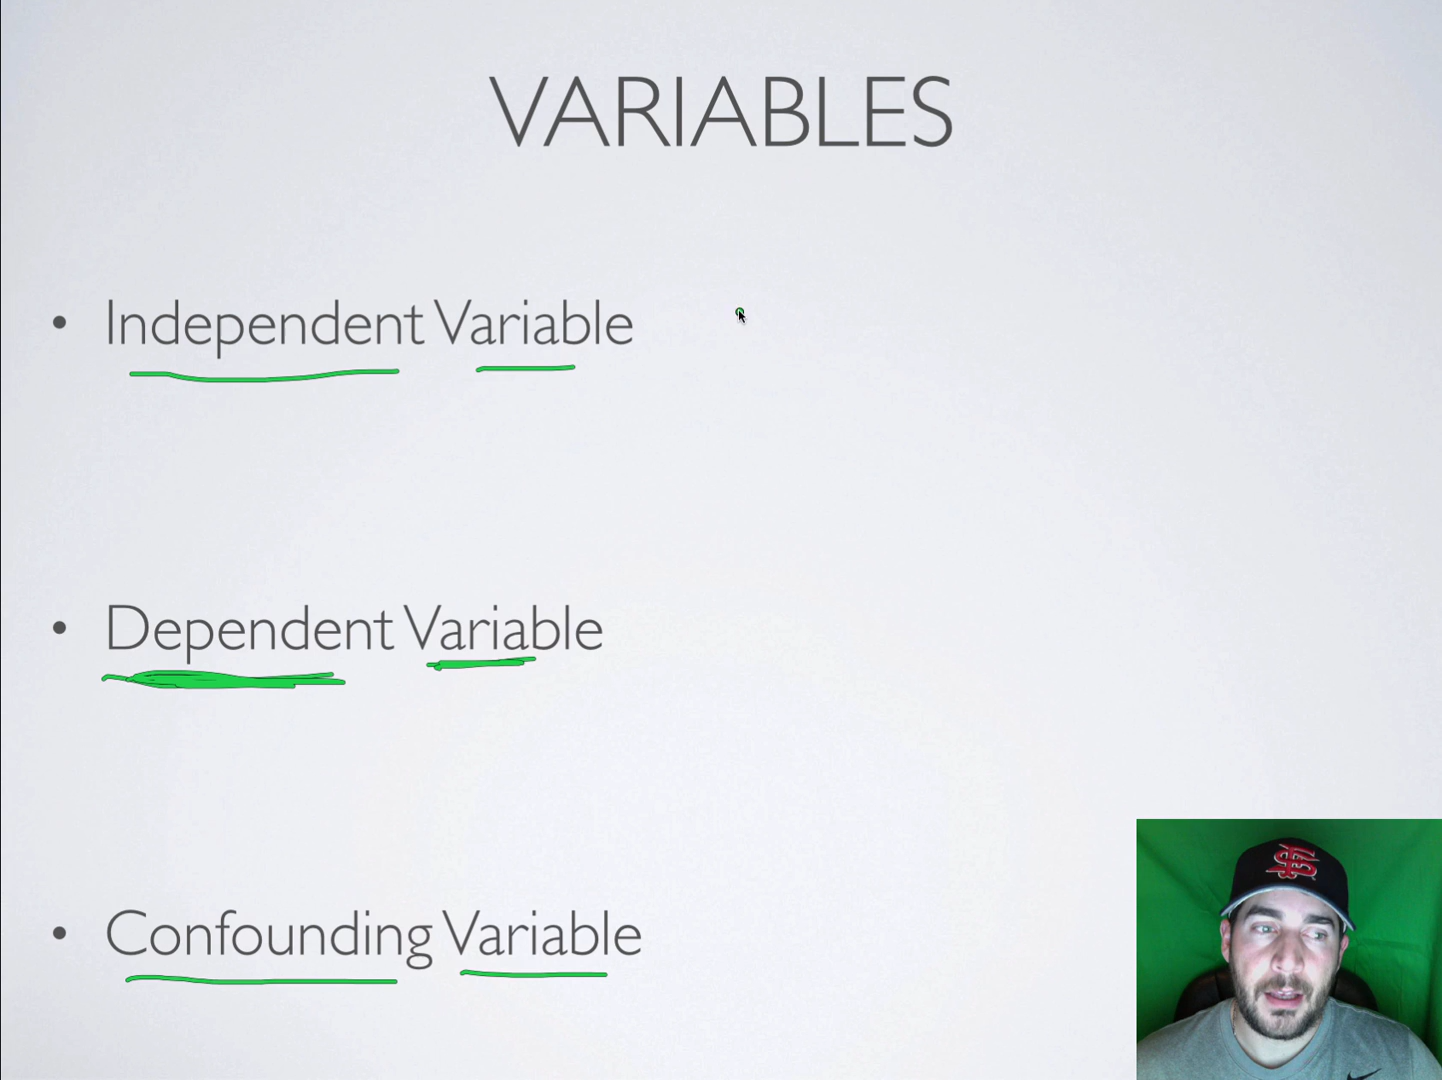 VARIABLES
• Independent Variable
• Dependent Variable
• Confounding Variable